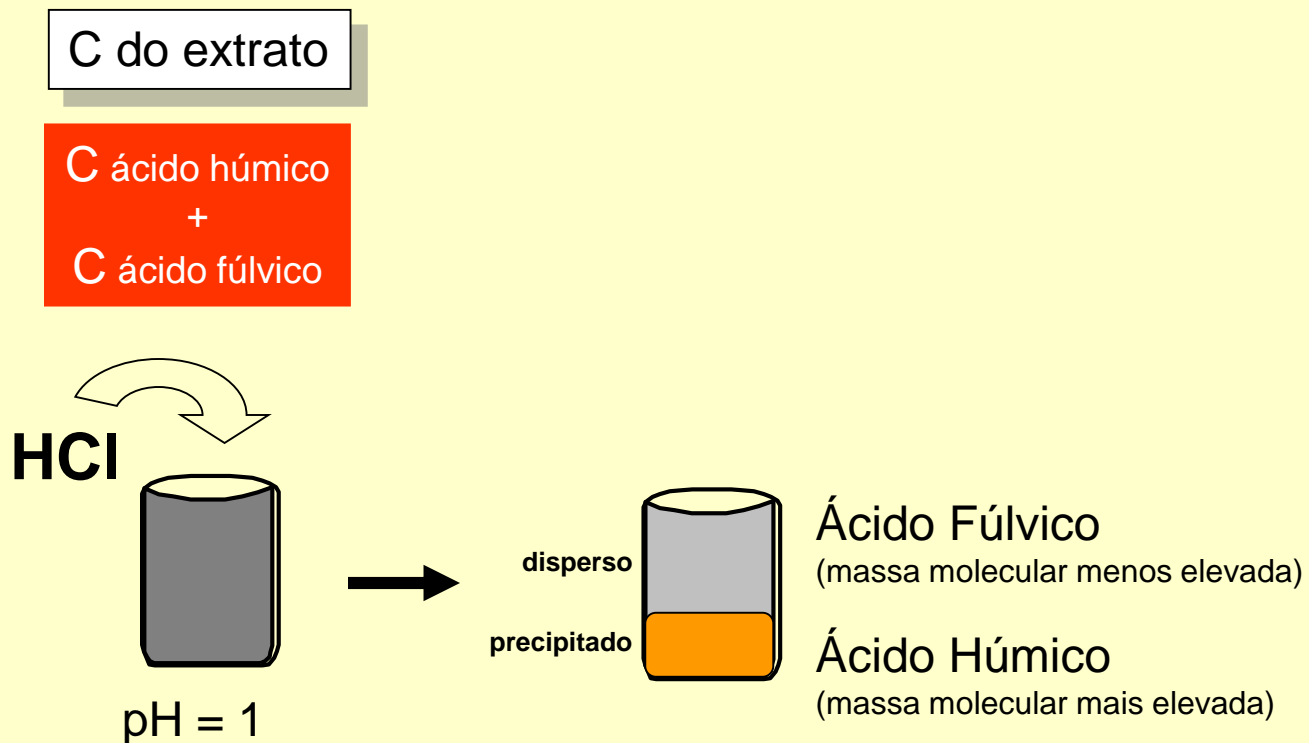 C do extrato
C ácido húmico
+
C ácido fúlvico
HCl
pH = 1
disperso
precipitado
Ácido Fúlvico
(massa molecular menos elevada)
Ácido Húmico
(massa molecular mais elevada)